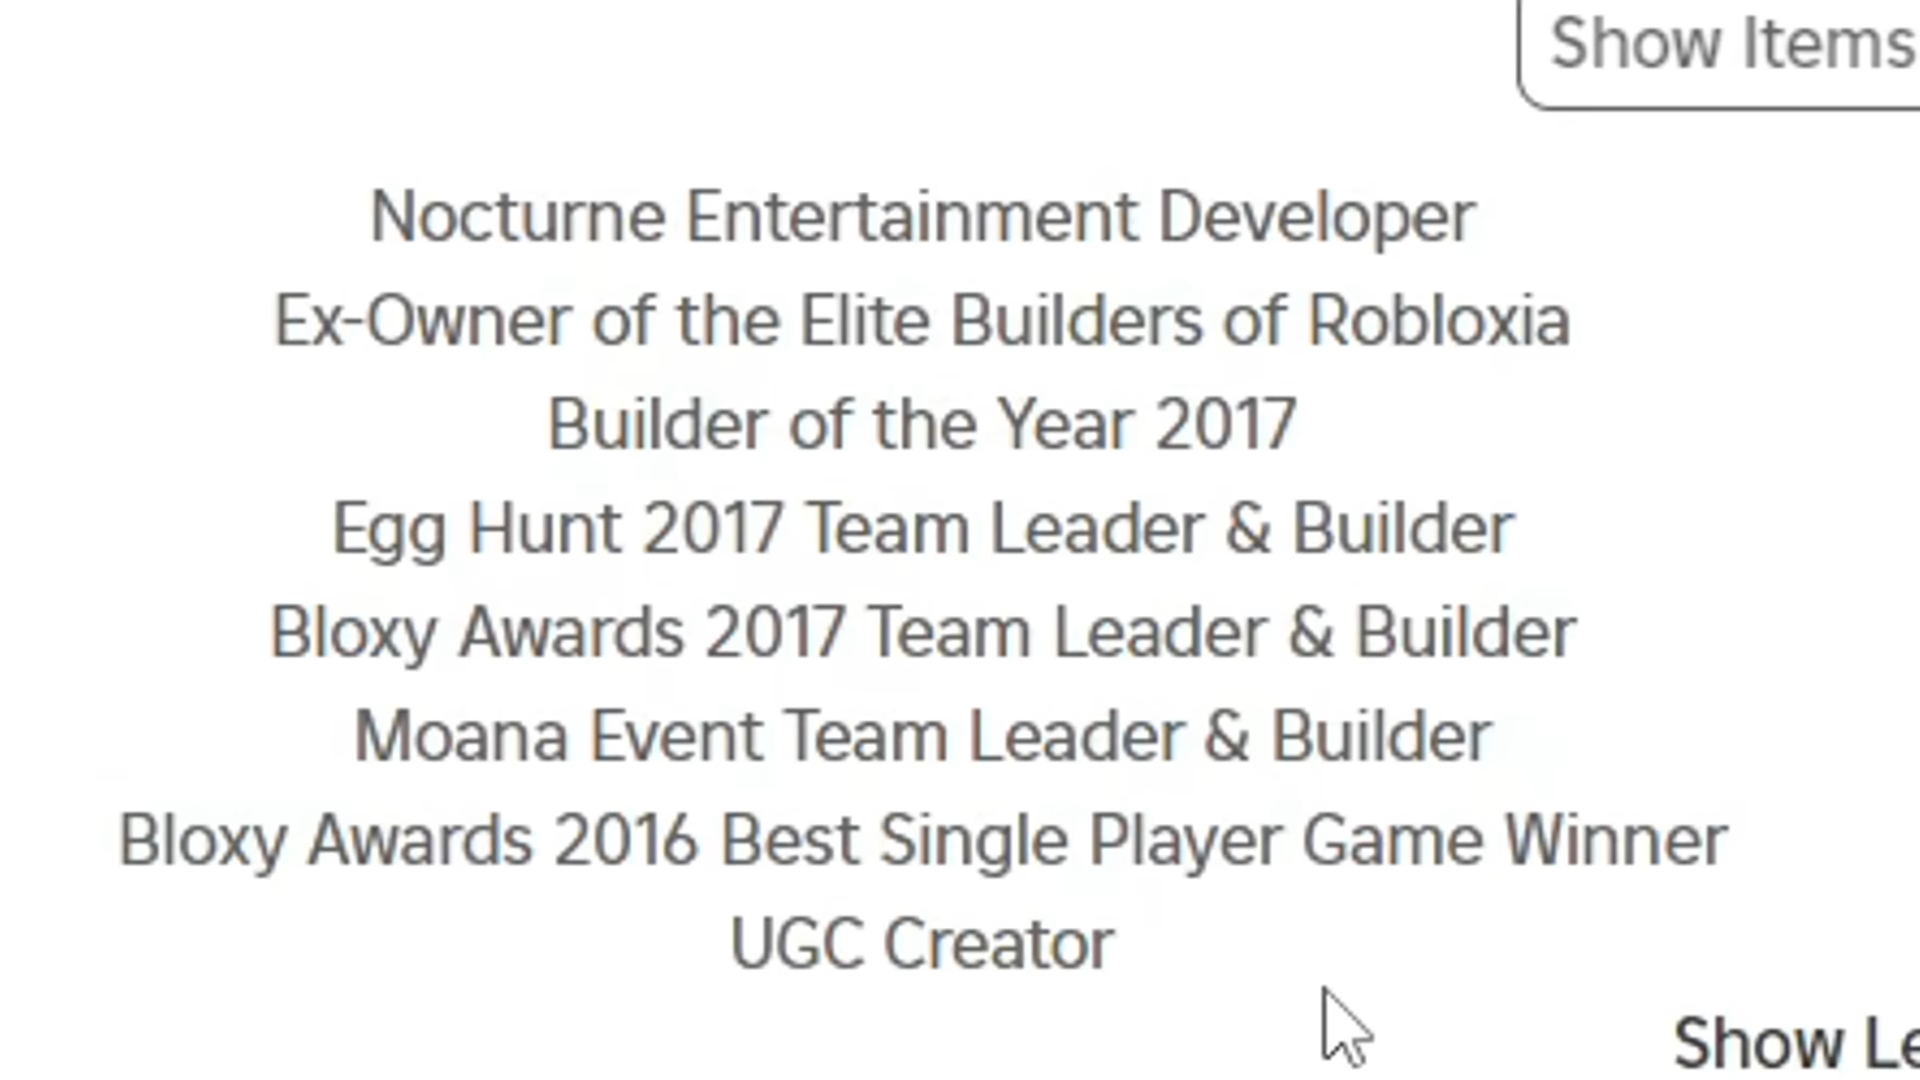 Show Items
Nocturne Entertainment Developer
Ex-Owner of the Elite Builders of Robloxia
Builder of the Year 2017
Egg Hunt 2017 Team Leader & Builder
Bloxy Awards 2017 Team Leader & Builder
Moana Event Team Leader & Builder
Bloxy Awards 2016 Best Single Player Game Winner
UGC Creator
Show Le